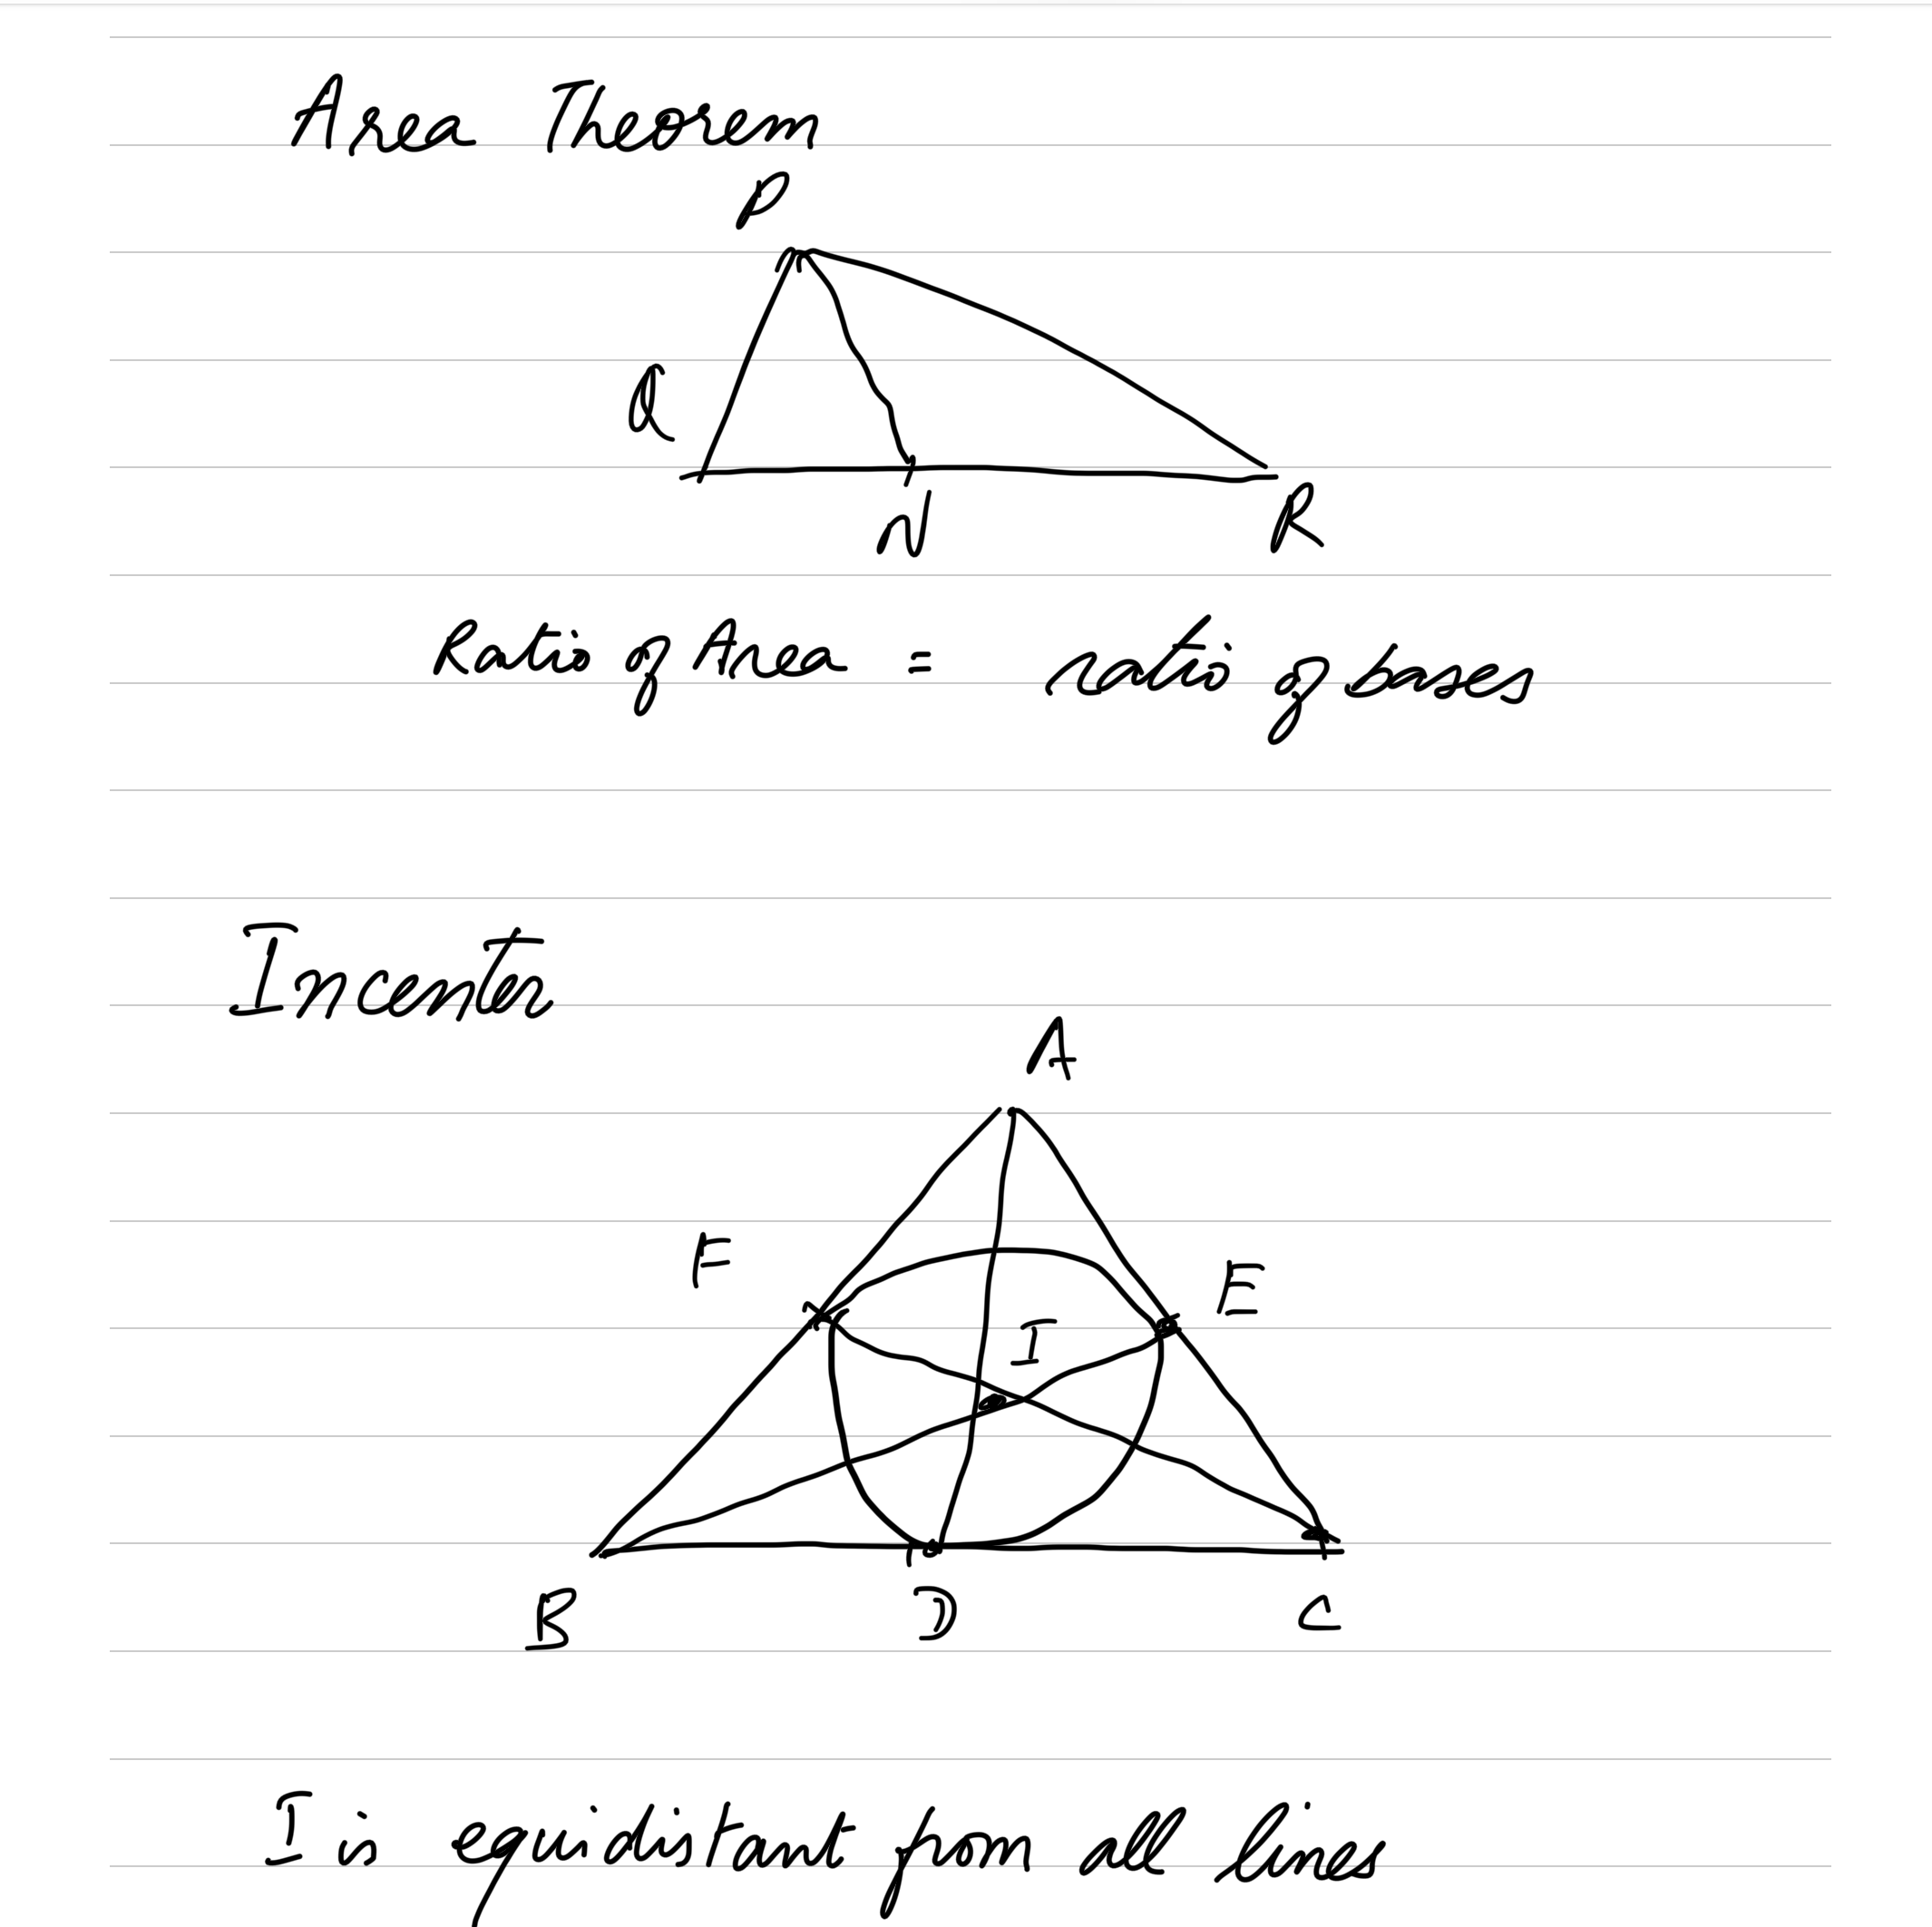 Area Theorem
P
Q
N
R
Ratio of Area = ratio of bases
Incenter
A
F
E
I
B
D
C
I is equidistant from all lines